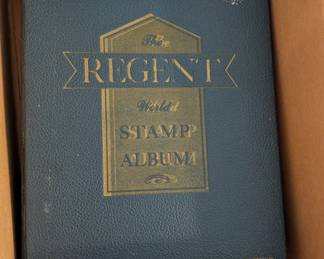 The
REGENT
World
STAMP
ALBUM